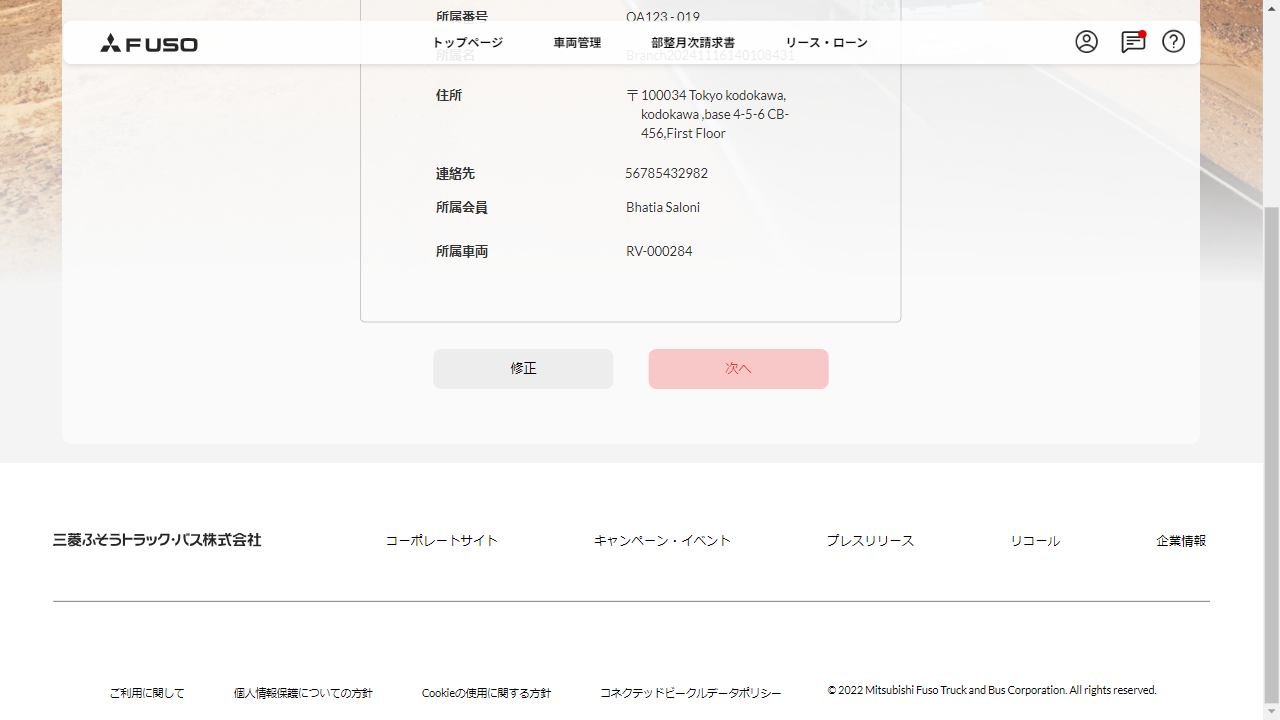 所属番号
QA123 - 019
FUSO
トップページ
車両管理
部整月次請求書
リース・ローン
所属名
Branch20241116140108431
住所
〒100034 Tokyo kodokawa,
kodokawa ,base 4-5-6 CB-
456,First Floor
連絡先
56785432982
所属会員
Bhatia Saloni
所属車両
RV-000284
修正
次へ
三菱ふそうトラック・バス株式会社
コーポレートサイト
キャンペーン・イベント
プレスリリース
リコール
企業情報
ご利用に関して
個人情報保護についての方針
Cookieの使用に関する方針
コネクテッドビークルデータポリシー
© 2022 Mitsubishi Fuso Truck and Bus Corporation. All rights reserved.